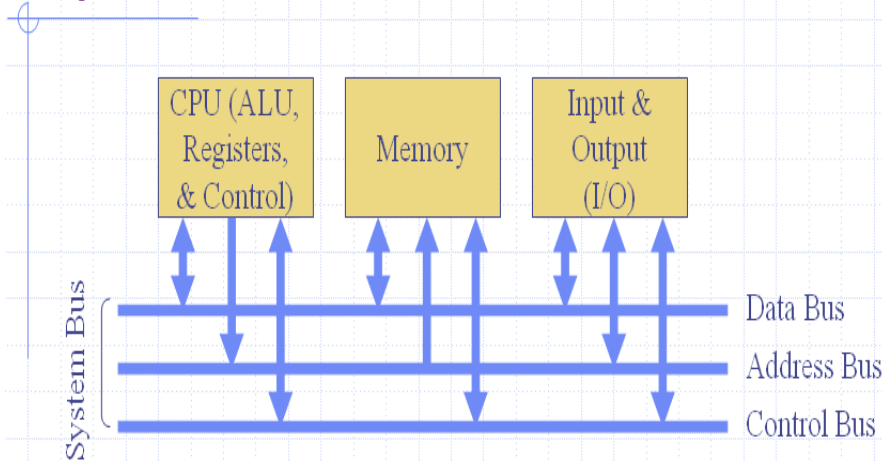 CPU (ALU,
Registers,
& Control)
Memory
Input &
Output
(I/O)
System Bus
Data Bus
Address Bus
Control Bus